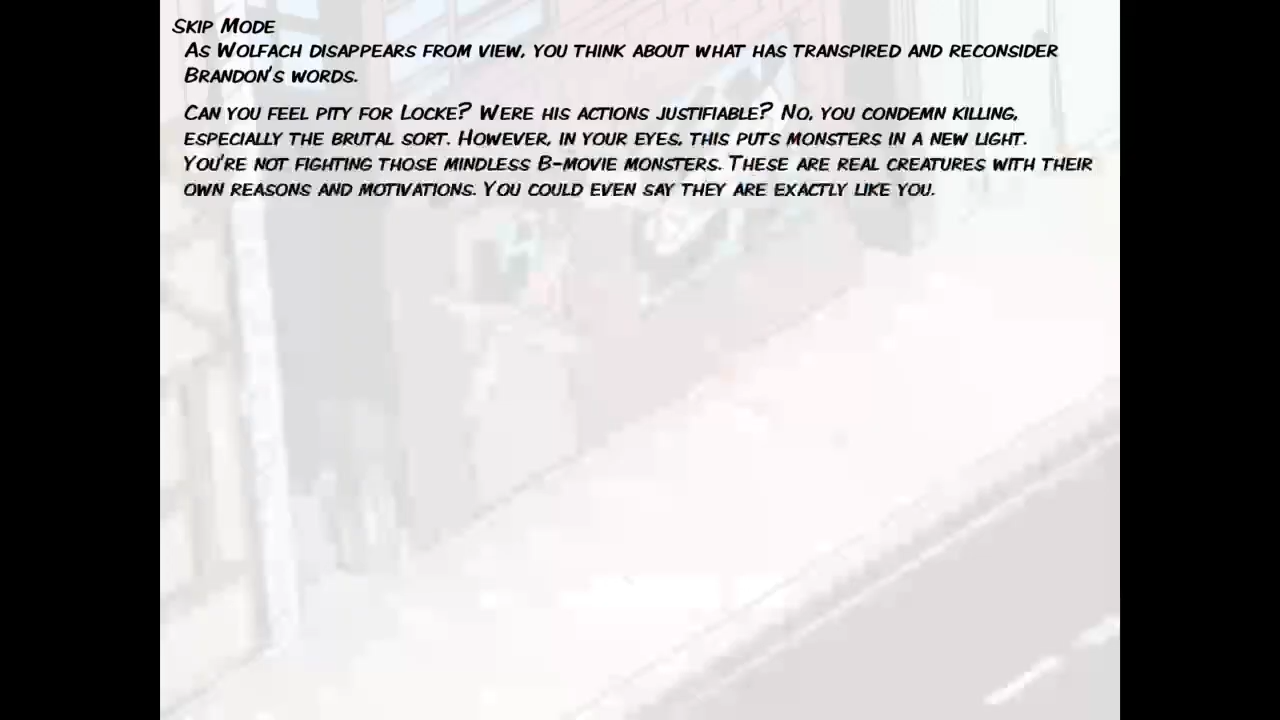 Skip Mode
As Wolfach disappears from view, you think about what has transpired and reconsider
Brandon's words.
Can you feel pity for Locke? Were his actions justifiable? No, you condemn killing,
especially the brutal sort. However, in your eyes, this puts monsters in a new light.
You're not fighting those mindless B-movie monsters. These are real creatures with their
own reasons and motivations. You could even say they are exactly like you.